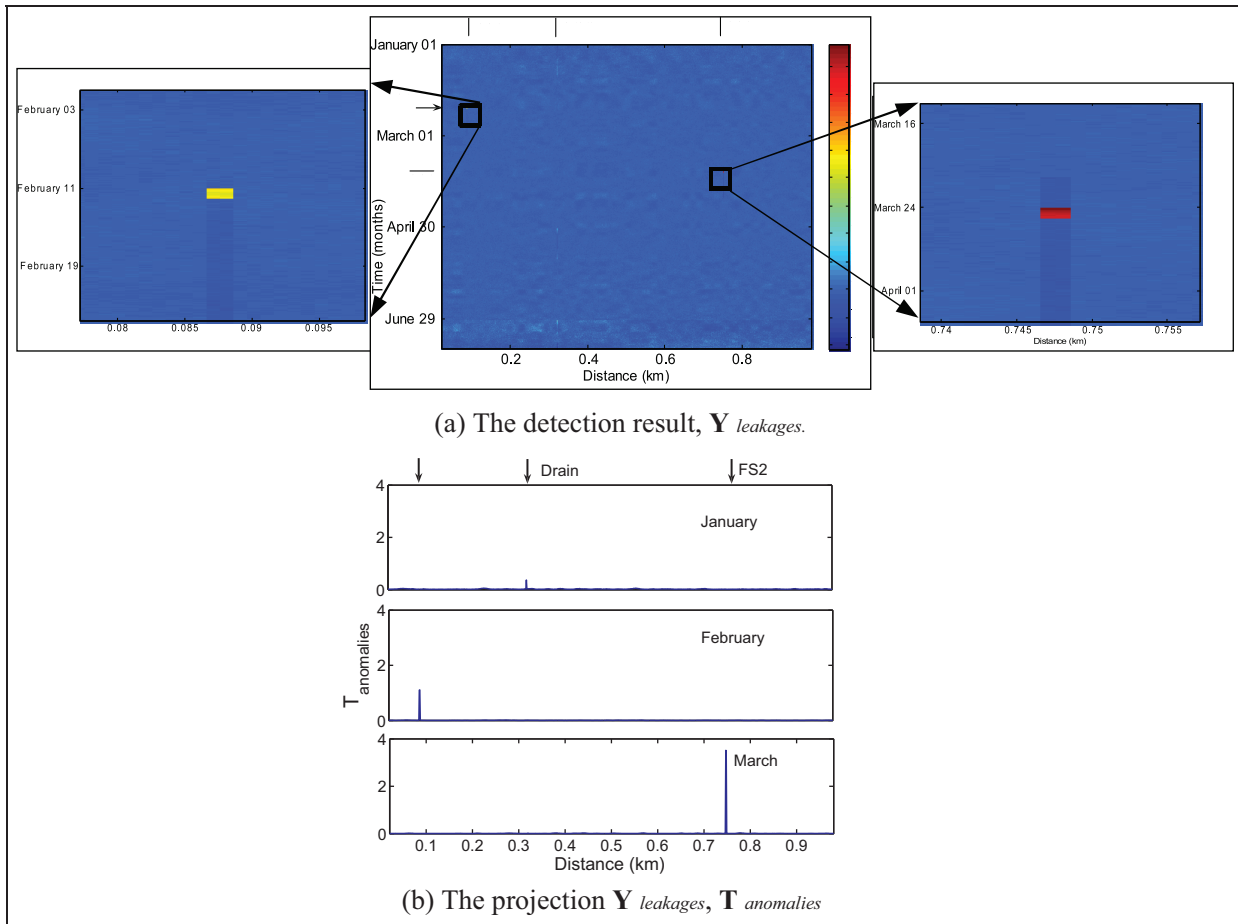 January 01
March 01
April 30
June 29
Time (months)
0.2 0.4 0.6 0.8
Distance (km)
February 03
February 11
February 19
0.08 0.085 0.09 0.095
March 16
March 24
April 01
0.74 0.745 0.75 0.755
Distance (km)
(a) The detection result, Y leakages.
Drain FS2
4
2
0
January
4
2
0
February
4
2
0
March
T anomalies
0.1 0.2 0.3 0.4 0.5 0.6 0.7 0.8 0.9
Distance (km)
(b) The projection Y leakages, T anomalies